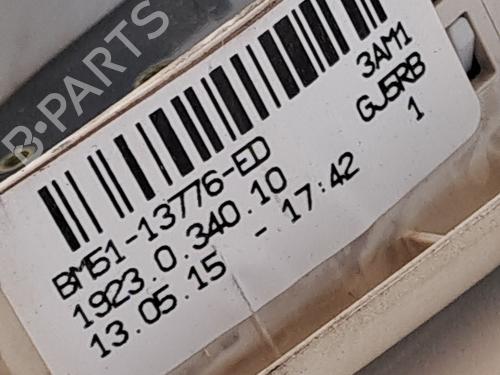 B-PARTS
3AM1
GJ5RB
1
BM51-13776-ED
1923.0.340.10
13.05.15 - 17:42